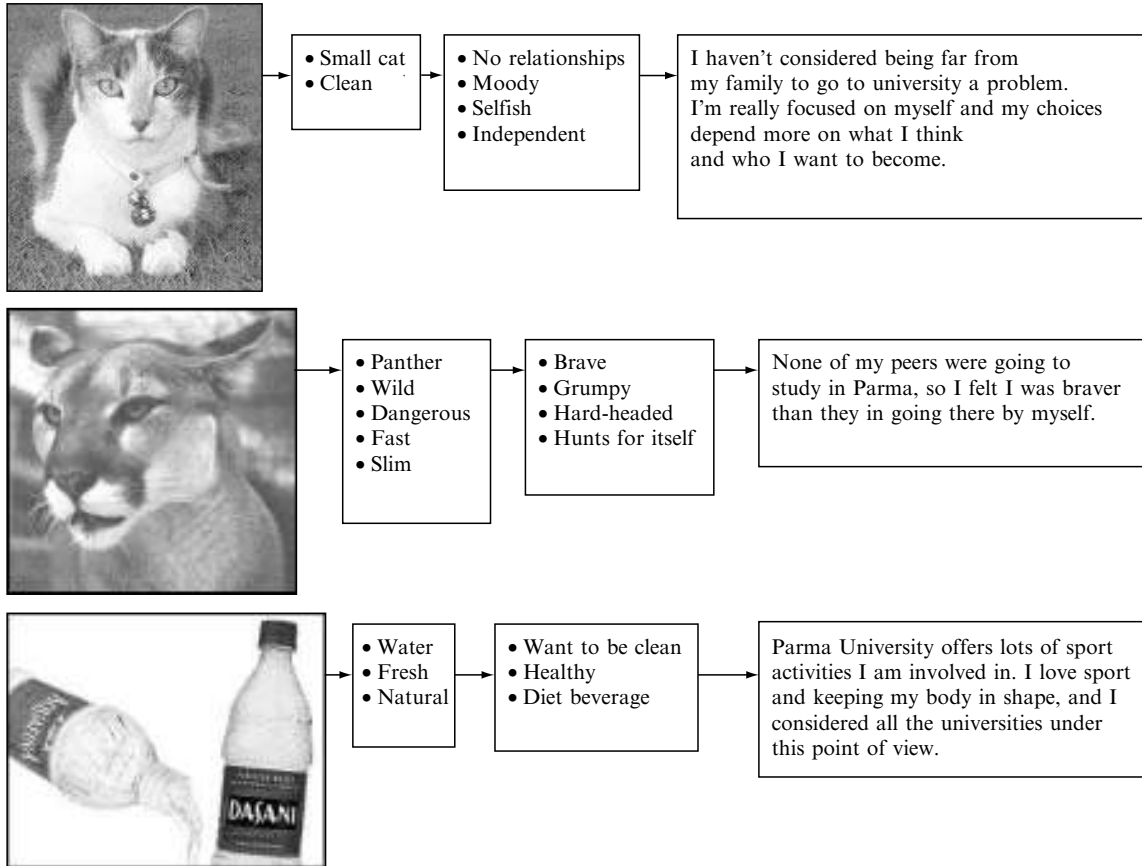 • Small cat
• Clean
• No relationships
• Moody
• Selfish
• Independent
I haven't considered being far from
my family to go to university a problem.
I'm really focused on myself and my choices
depend more on what I think
and who I want to become.
• Panther
• Wild
• Dangerous
• Fast
• Slim
• Brave
• Grumpy
• Hard-headed
• Hunts for itself
None of my peers were going to
study in Parma, so I felt I was braver
than they in going there by myself.
• Water
• Fresh
• Natural
• Want to be clean
• Healthy
• Diet beverage
Parma University offers lots of sport
activities I am involved in. I love sport
and keeping my body in shape, and I
considered all the universities under
this point of view.
DASANI
DASANI